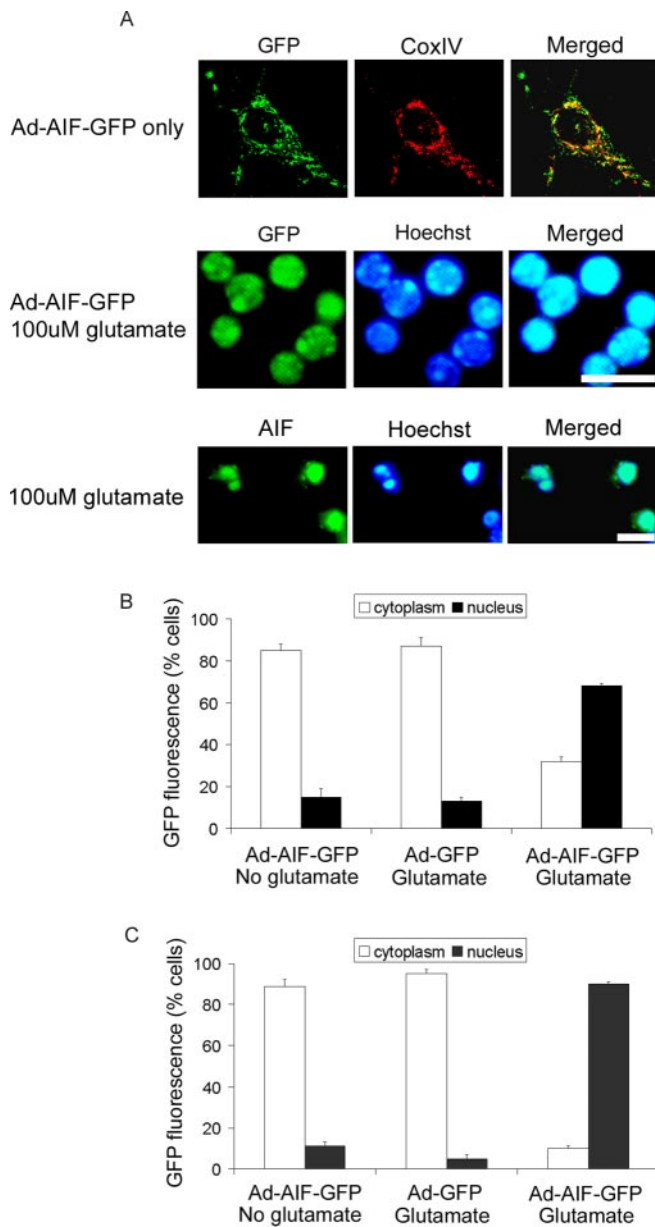 A
GFP CoxIV Merged
Ad-AIF-GFP only
GFP Hoechst Merged
Ad-AIF-GFP
100uM glutamate
AIF Hoechst Merged
100uM glutamate
B
cytoplasm nucleus
GFP fluorescence (% cells)
100
80
60
40
20
0
Ad-AIF-GFP Ad-GFP Ad-AIF-GFP
No glutamate Glutamate Glutamate
C
cytoplasm nucleus
GFP fluorescence (% cells)
100
80
60
40
20
0
Ad-AIF-GFP Ad-GFP Ad-AIF-GFP
No glutamate Glutamate Glutamate